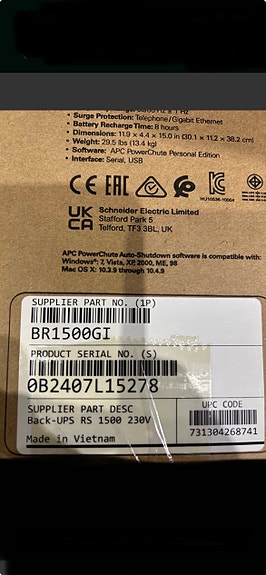 • Surge Protection: Telephone/Gigabit Ethernet
• Battery Recharge Time: 8 hours
• Dimensions: 11.9 x 4.4 x 15.0 in (30.1 x 11.2 x 38.2 cm)
• Weight: 29.5 lbs (13.4 kg)
• Software: APC PowerChute Personal Edition
• Interface: Serial, USB
CE EAC
UK CA
Schneider Electric Limited
Stafford Park 5
Telford, TF3 3BL, UK
APC PowerChute Auto-Shutdown software is compatible with:
Windows®: 7, Vista, XP, 2000, ME, 98
Mac OS X: 10.3.9 through 10.4.9
SUPPLIER PART NO. (1P)
BR1500GI
PRODUCT SERIAL NO. (S)
0B2407L15278
SUPPLIER PART DESC
Back-UPS RS 1500 230V
Made in Vietnam
UPC CODE
731304268741